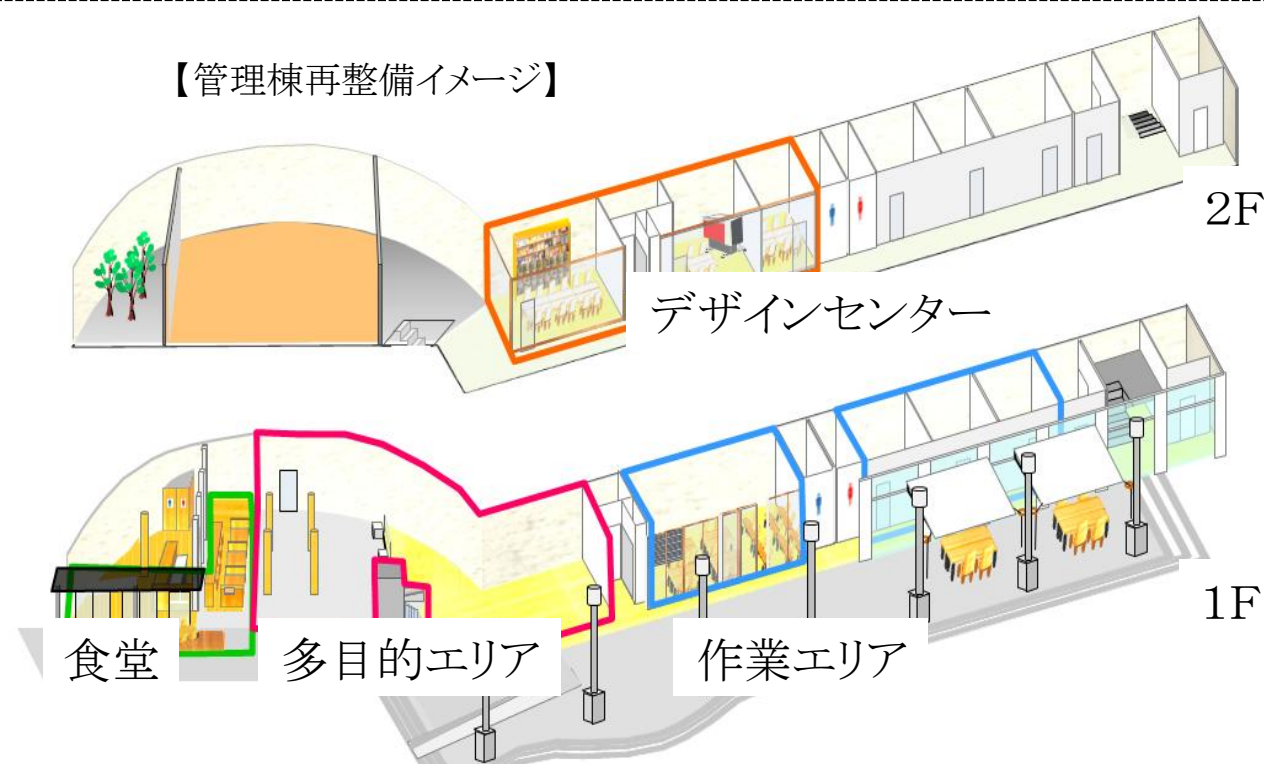 【管理棟再整備イメージ】
2F
デザインセンター
1F
食堂
多目的エリア
作業エリア